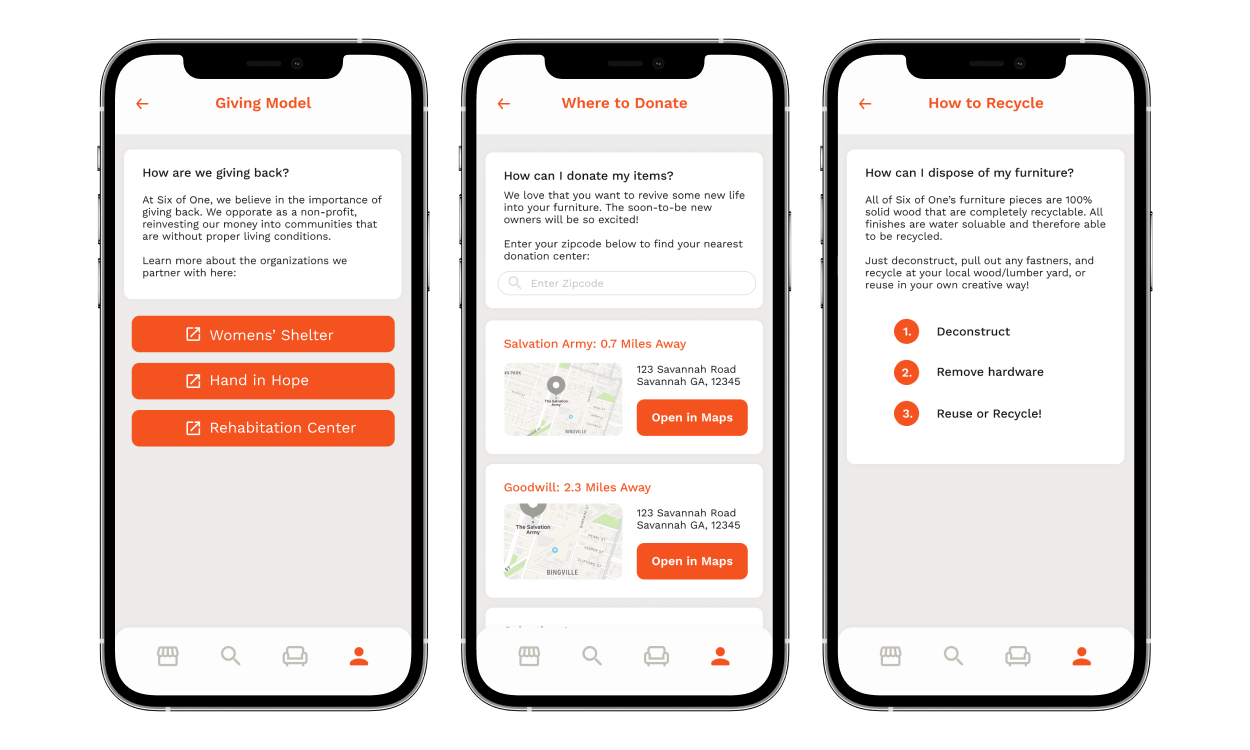 Giving Model
How are we giving back?
At Six of One, we believe in the importance of
giving back. We opporate as a non-profit,
reinvesting our money into communities that
are without proper living conditions.
Learn more about the organizations we
partner with here:
Womens' Shelter
Hand in Hope
Rehabitation Center
Where to Donate
How can I donate my items?
We love that you want to revive some new life
into your furniture. The soon-to-be new
owners will be so excited!
Enter your zipcode below to find your nearest
donation center:
Enter Zipcode
Salvation Army: 0.7 Miles Away
The Salvation
Army
BINGVILLE
123 Savannah Road
Savannah GA, 12345
Open in Maps
Goodwill: 2.3 Miles Away
The Salvation
Army
BINGVILLE
123 Savannah Road
Savannah GA, 12345
Open in Maps
How to Recycle
How can I dispose of my furniture?
All of Six of One's furniture pieces are 100%
solid wood that are completely recyclable. All
finishes are water soluable and therefore able
to be recycled.
Just deconstruct, pull out any fastners, and
recycle at your local wood/lumber yard, or
reuse in your own creative way!
1. Deconstruct
2. Remove hardware
3. Reuse or Recycle!